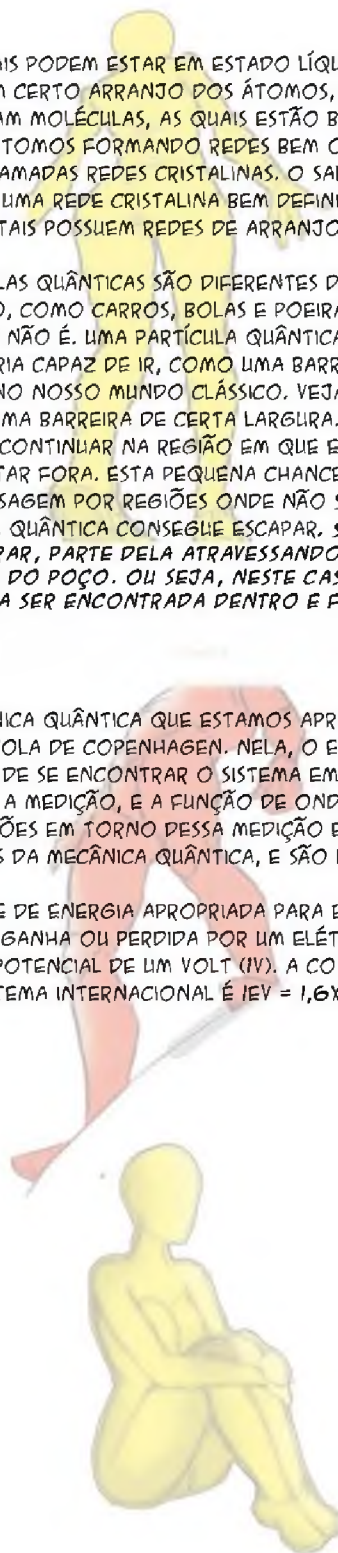 IS PODEM ESTAR EM ESTADO LÍQU
M CERTO ARRANJO DOS ÁTOMOS,
AM MOLÉCULAS, AS QUAIS ESTÃO B
TOMOS FORMANDO REDES BEM O
AMADAS REDES CRISTALINAS. O SAL
UMA REDE CRISTALINA BEM DEFINI
TAIS POSSUEM REDES DE ARRANJO
LAS QUÂNTICAS SÃO DIFERENTES D
O, COMO CARROS, BOLAS E POEIRA
NÃO É. UMA PARTÍCULA QUÂNTICA
RIA CAPAZ DE IR, COMO UMA BARR
NO NOSSO MUNDO CLÁSSICO. VEJA
MA BARREIRA DE CERTA LARGURA.
CONTINUAR NA REGIÃO EM QUE E
TAR FORA. ESTA PEQUENA CHANCE
SAGEM POR REGIÕES ONDE NÃO S
QUÂNTICA CONSEGUE ESCAPAR. S
PAR, PARTE DELA ATRAVESSANDO
DO POÇO. OU SEJA, NESTE CAS
A SER ENCONTRADA DENTRO E F
NICA QUÂNTICA QUE ESTAMOS APR
OLA DE COPENHAGEN. NELA, O E
DE SE ENCONTRAR O SISTEMA EM
A MEDIÇÃO, E A FUNÇÃO DE OND
ÕES EM TORNO DESSA MEDIÇÃO E
S DA MECÂNICA QUÂNTICA, E SÃO
E DE ENERGIA APROPRIADA PARA E
GANHA OU PERDIDA POR UM ELÉT
POTENCIAL DE UM VOLT (1V). A CO
TEMA INTERNACIONAL É 1EV = 1,6X